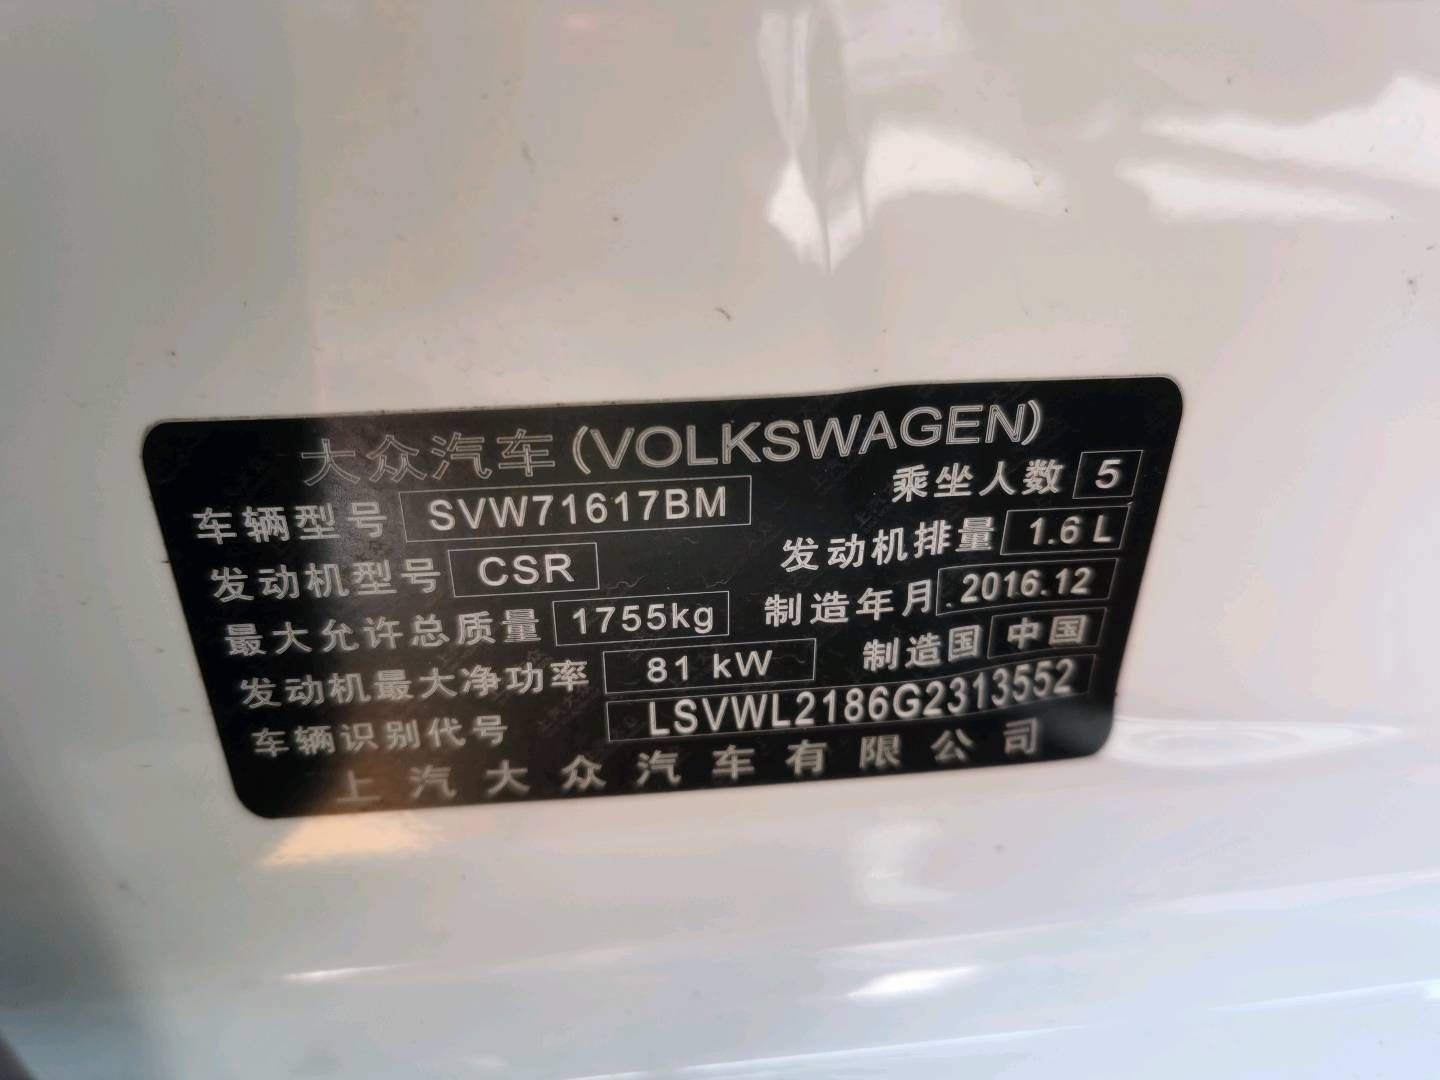 大众汽车(VOLKSWAGEN)
车辆型号 SVW71617BM 乘坐人数 5
发动机型号 CSR 发动机排量 1.6 L
最大允许总质量 1755kg 制造年月 2016.12
发动机最大净功率 81 kW 制造国 中国
车辆识别代号 LSVWL2186G2313552
上汽大众汽车有限公司